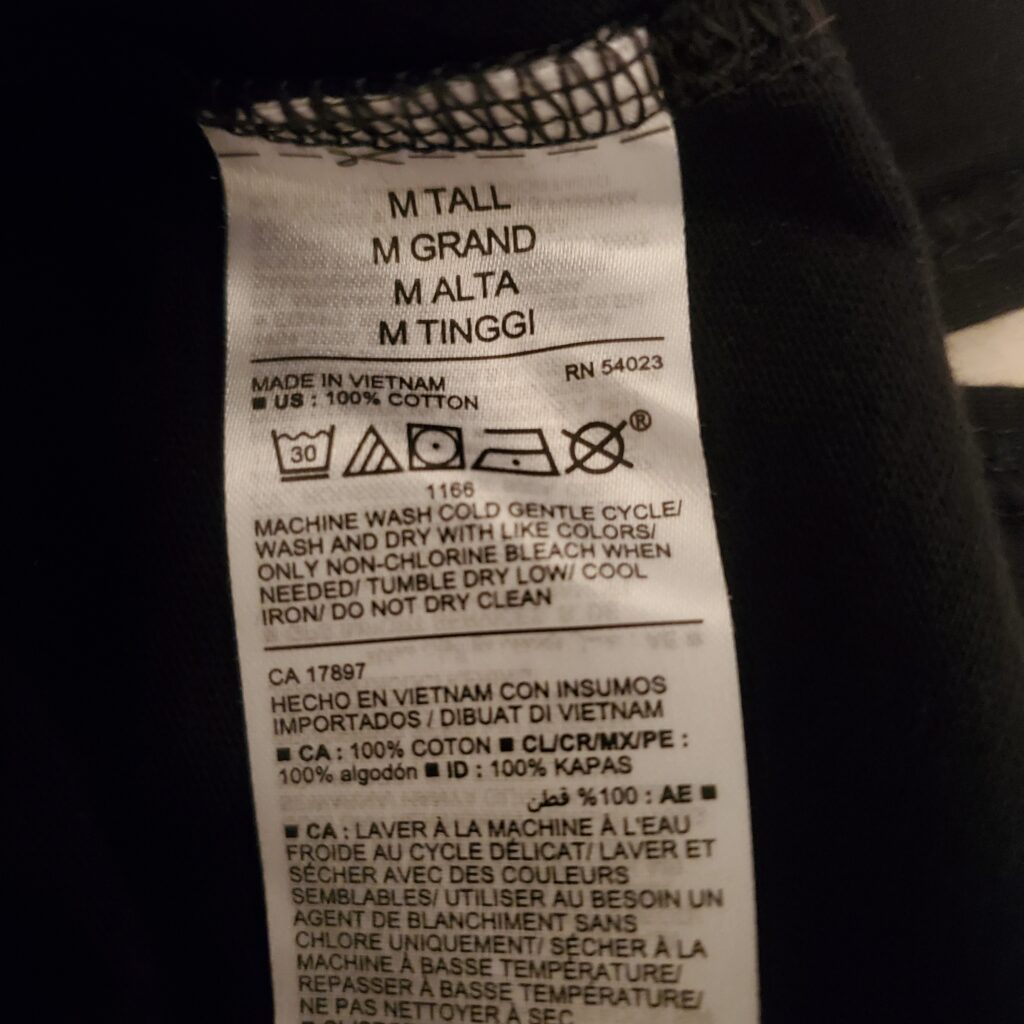 M TALL
M GRAND
M ALTA
M TINGGI
MADE IN VIETNAM
RN 54023
■ US : 100% COTTON
30
®
1166
MACHINE WASH COLD GENTLE CYCLE/
WASH AND DRY WITH LIKE COLORS/
ONLY NON-CHLORINE BLEACH WHEN
NEEDED/ TUMBLE DRY LOW/ COOL
IRON/ DO NOT DRY CLEAN
CA 17897
HECHO EN VIETNAM CON INSUMOS
IMPORTADOS / DIBUAT DI VIETNAM
■ CA : 100% COTON ■ CL/CR/MX/PE :
100% algodón ■ ID : 100% KAPAS
■ AE : 100% قطن
■ CA : LAVER À LA MACHINE À L'EAU
FROIDE AU CYCLE DÉLICAT/ LAVER ET
SÉCHER AVEC DES COULEURS
SEMBLABLES/ UTILISER AU BESOIN UN
AGENT DE BLANCHIMENT SANS
CHLORE UNIQUEMENT/ SÉCHER À LA
MACHINE À BASSE TEMPÉRATURE/
REPASSER À BASSE TEMPÉRATURE/
NE PAS NETTOYER À SEC